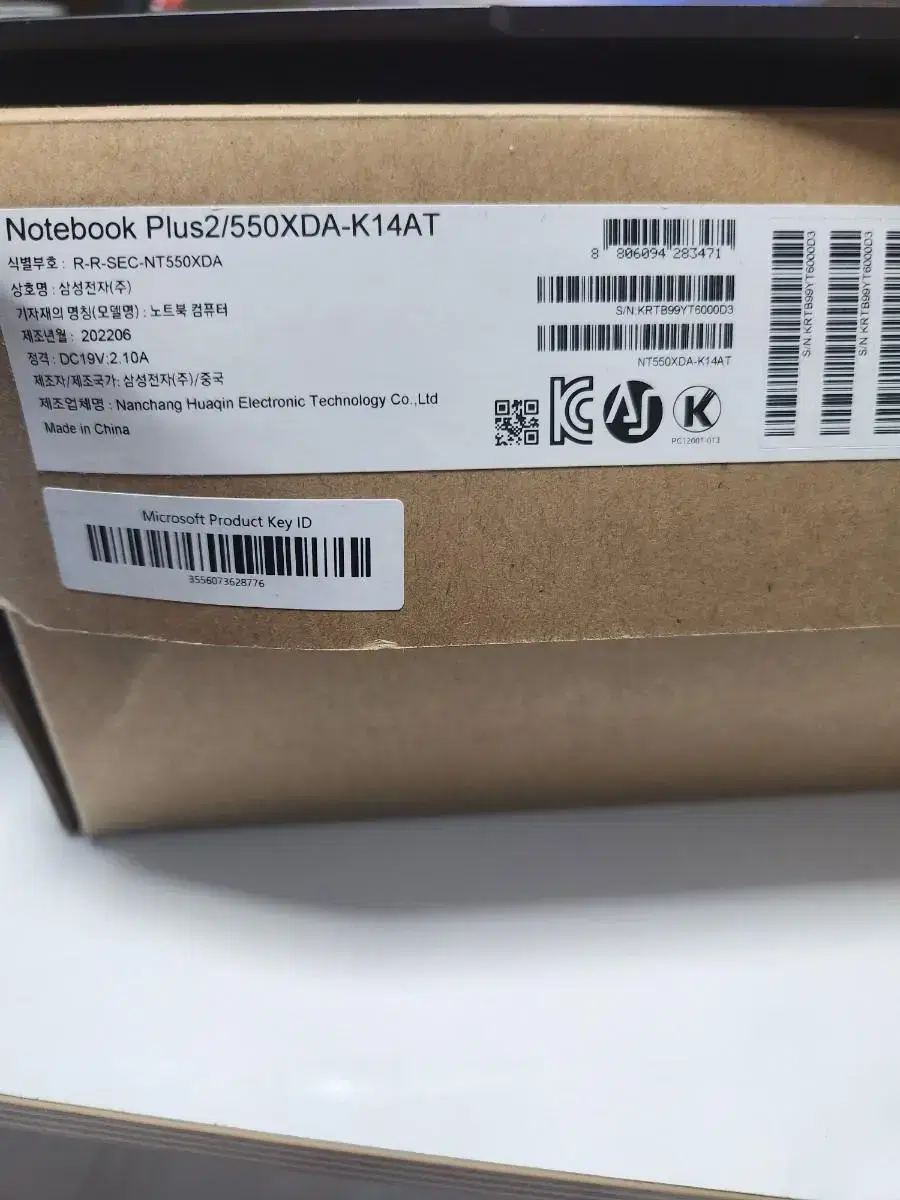 Notebook Plus2/550XDA-K14AT
식별부호 : R-R-SEC-NT550XDA
상호명 : 삼성전자(주)
기자재의 명칭(모델명) : 노트북 컴퓨터
제조년월 : 202206
정격 : DC19V:2.10A
제조자/제조국가: 삼성전자(주)/중국
제조업체명 : Nanchang Huaqin Electronic Technology Co.,Ltd
Made in China
8 806094 283471
S/N:KRTB99YT6000D3
NT550XDA-K14AT
PC1200T-013
S/N:KRTB99YT6000D3
S/N:KRTB99YT6000D3
Microsoft Product Key ID
3556073628776